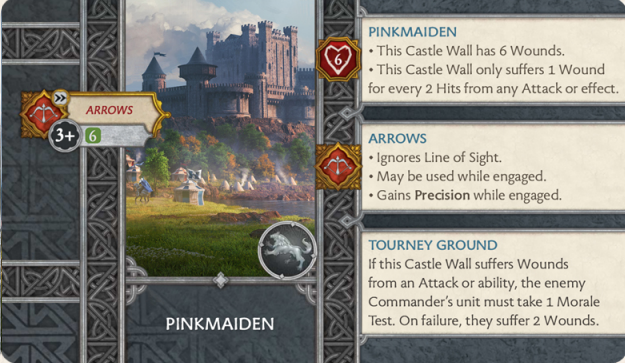 ARROWS
3+ 6
PINKMAIDEN
6
PINKMAIDEN
• This Castle Wall has 6 Wounds.
• This Castle Wall only suffers 1 Wound
for every 2 Hits from any Attack or effect.
ARROWS
• Ignores Line of Sight.
• May be used while engaged.
• Gains Precision while engaged.
TOURNEY GROUND
If this Castle Wall suffers Wounds
from an Attack or ability, the enemy
Commander's unit must take 1 Morale
Test. On failure, they suffer 2 Wounds.